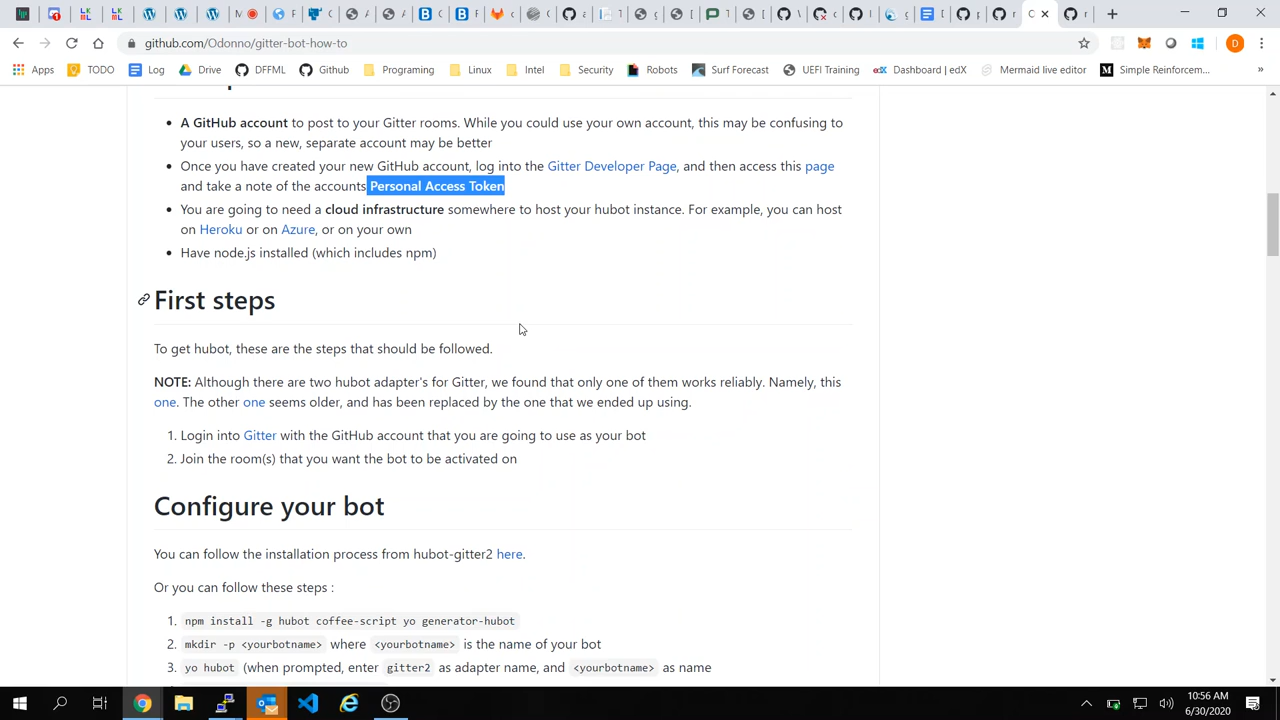 github.com/Odonno/gitter-bot-how-to
Apps
TODO
Log
Drive
DFFML
Github
Programing
Linux
Intel
Security
Robots
Surf Forecast
UEFI Training
Dashboard | edX
Mermaid live editor
Simple Reinforcem...
A GitHub account to post to your Gitter rooms. While you could use your own account, this may be confusing to
your users, so a new, separate account may be better
Once you have created your new GitHub account, log into the Gitter Developer Page, and then access this page
and take a note of the accounts Personal Access Token
You are going to need a cloud infrastructure somewhere to host your hubot instance. For example, you can host
on Heroku or on Azure, or on your own
Have node.js installed (which includes npm)
First steps
To get hubot, these are the steps that should be followed.
NOTE: Although there are two hubot adapter's for Gitter, we found that only one of them works reliably. Namely, this
one. The other one seems older, and has been replaced by the one that we ended up using.
1. Login into Gitter with the GitHub account that you are going to use as your bot
2. Join the room(s) that you want the bot to be activated on
Configure your bot
You can follow the installation process from hubot-gitter2 here.
Or you can follow these steps :
1. npm install -g hubot coffee-script yo generator-hubot
2. mkdir -p <yourbotname> where <yourbotname> is the name of your bot
3. yo hubot (when prompted, enter gitter2 as adapter name, and <yourbotname> as name
10:56 AM
6/30/2020